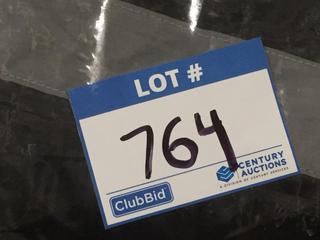 LOT #
764
ClubBid
CENTURY
AUCTIONS
A DIVISION OF CENTURY SERVICES